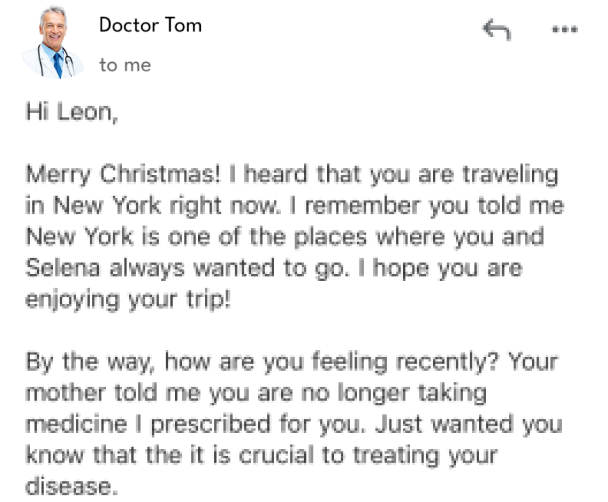 Doctor Tom
to me
Hi Leon,
Merry Christmas! I heard that you are traveling
in New York right now. I remember you told me
New York is one of the places where you and
Selena always wanted to go. I hope you are
enjoying your trip!
By the way, how are you feeling recently? Your
mother told me you are no longer taking
medicine I prescribed for you. Just wanted you
know that the it is crucial to treating your
disease.